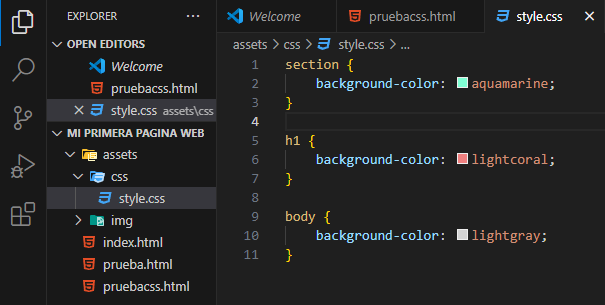 EXPLORER
OPEN EDITORS
Welcome
pruebacss.html
style.css assets\css
MI PRIMERA PAGINA WEB
assets
css
style.css
img
index.html
prueba.html
pruebacss.html
Welcome pruebacss.html style.css
assets > css > style.css > ...
1 section {
2 background-color: aquamarine;
3 }
4
5 h1 {
6 background-color: lightcoral;
7 }
8
9 body {
10 background-color: lightgray;
11 }